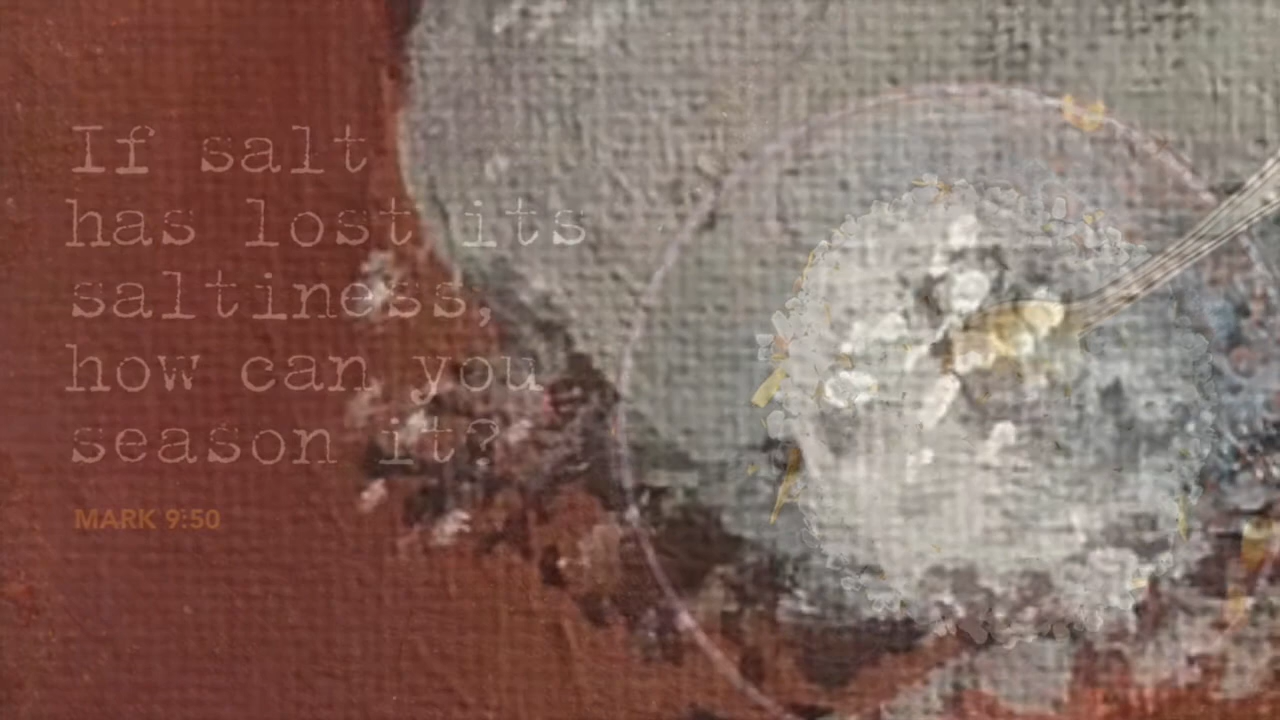 If salt
has lost its
saltiness,
how can you
season it?
MARK 9:50